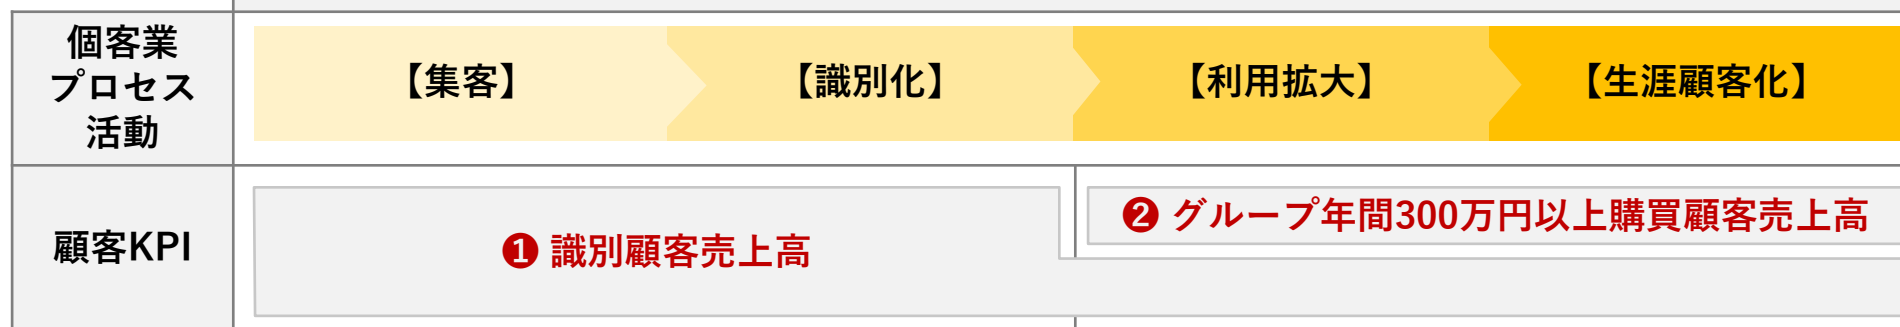 個客業
プロセス
活動
【集客】
【識別化】
【利用拡大】
【生涯顧客化】
顧客KPI
❶ 識別顧客売上高
❷ グループ年間300万円以上購買顧客売上高